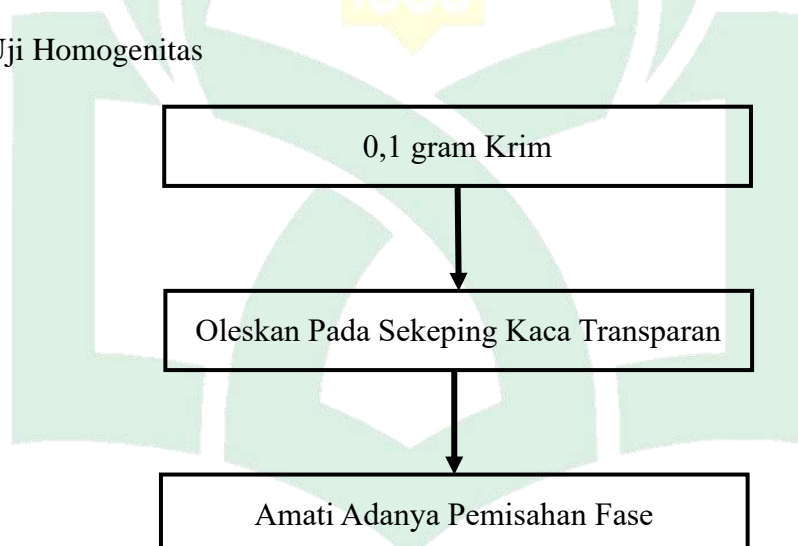 Uji Homogenitas
0,1 gram Krim
Oleskan Pada Sekeping Kaca Transparan
Amati Adanya Pemisahan Fase